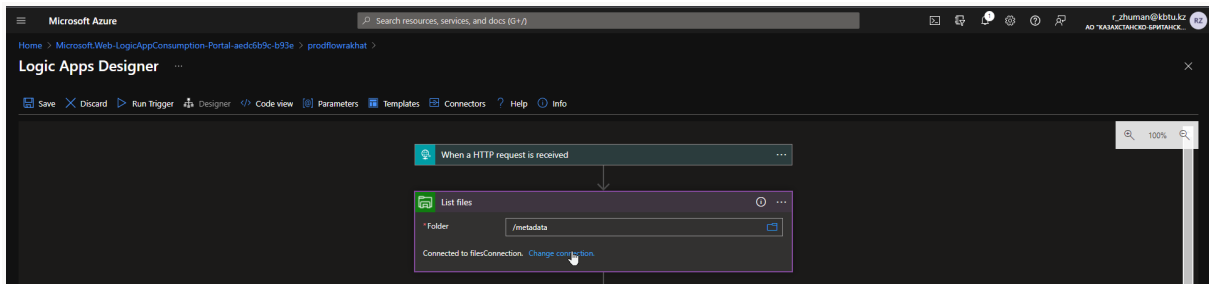 Microsoft Azure
Search resources, services, and docs (G+/)
r_zhuman@kbtu.kz
АО "КАЗАХСТАНСКО-БРИТАНСК...
RZ
Home > Microsoft.Web-LogicAppConsumption-Portal-aedc6b9c-b93e > prodflowrakhat >
Logic Apps Designer ...
Save Discard Run Trigger Designer Code view Parameters Templates Connectors Help Info
100%
When a HTTP request is received
List files
*Folder /metadata
Connected to filesConnection. Change connection.